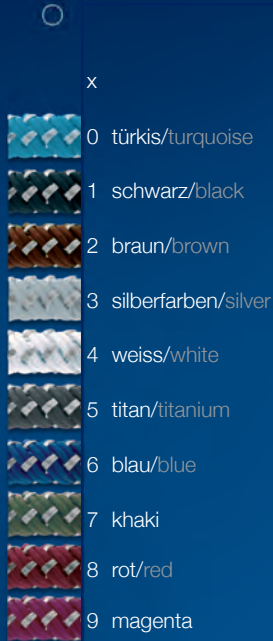 x
0 türkis/turquoise
1 schwarz/black
2 braun/brown
3 silberfarben/silver
4 weiss/white
5 titan/titanium
6 blau/blue
7 khaki
8 rot/red
9 magenta